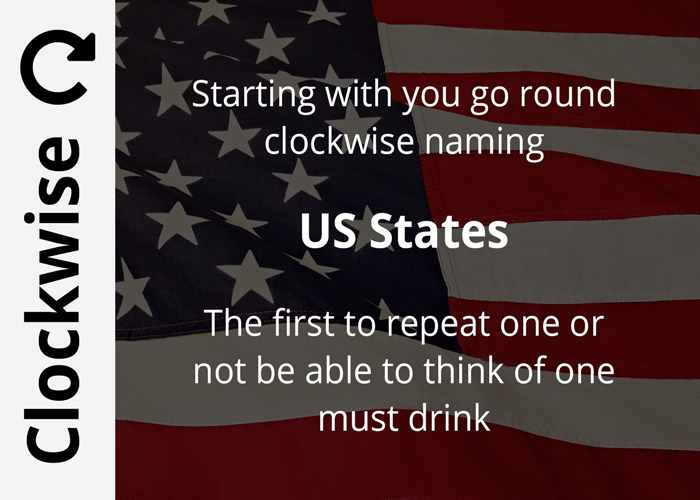 Clockwise
Starting with you go round
clockwise naming
US States
The first to repeat one or
not be able to think of one
must drink